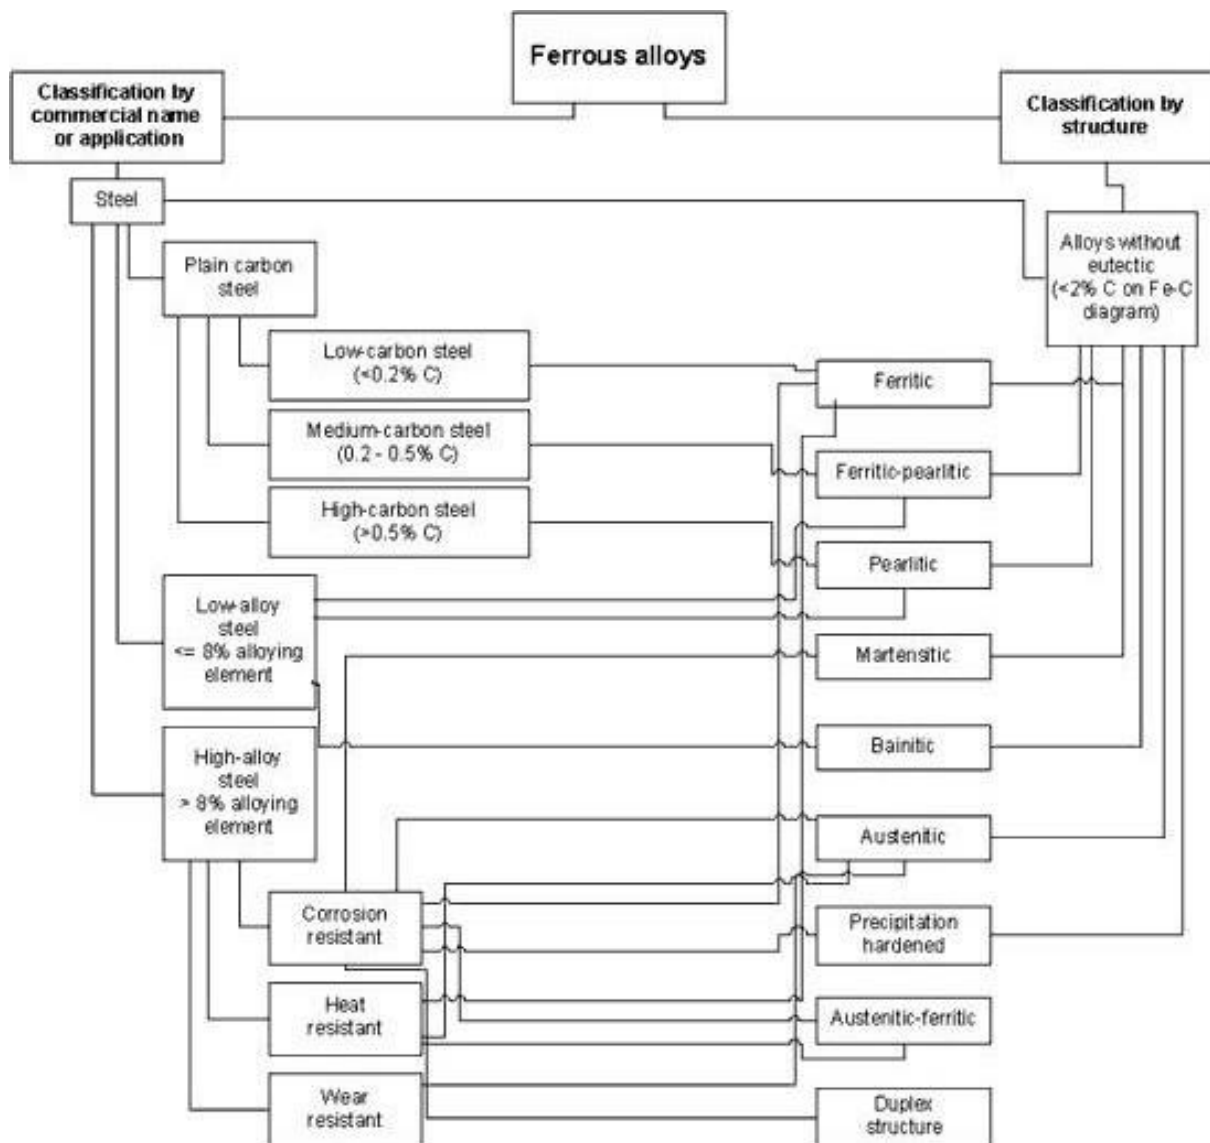 Ferrous alloys
Classification by
commercial name
or application
Classification by
structure
Steel
Alloys without
eutectic
(<2% C on Fe-C
diagram)
Plain carbon
steel
Low-carbon steel
(<0.2% C)
Ferritic
Medium-carbon steel
(0.2 - 0.5% C)
Ferritic-pearlitic
High-carbon steel
(>0.5% C)
Pearlitic
Low-alloy
steel
<= 8% alloying
element
Martensitic
Bainitic
High-alloy
steel
> 8% alloying
element
Austenitic
Corrosion
resistant
Precipitation
hardened
Heat
resistant
Austenitic-ferritic
Wear
resistant
Duplex
structure